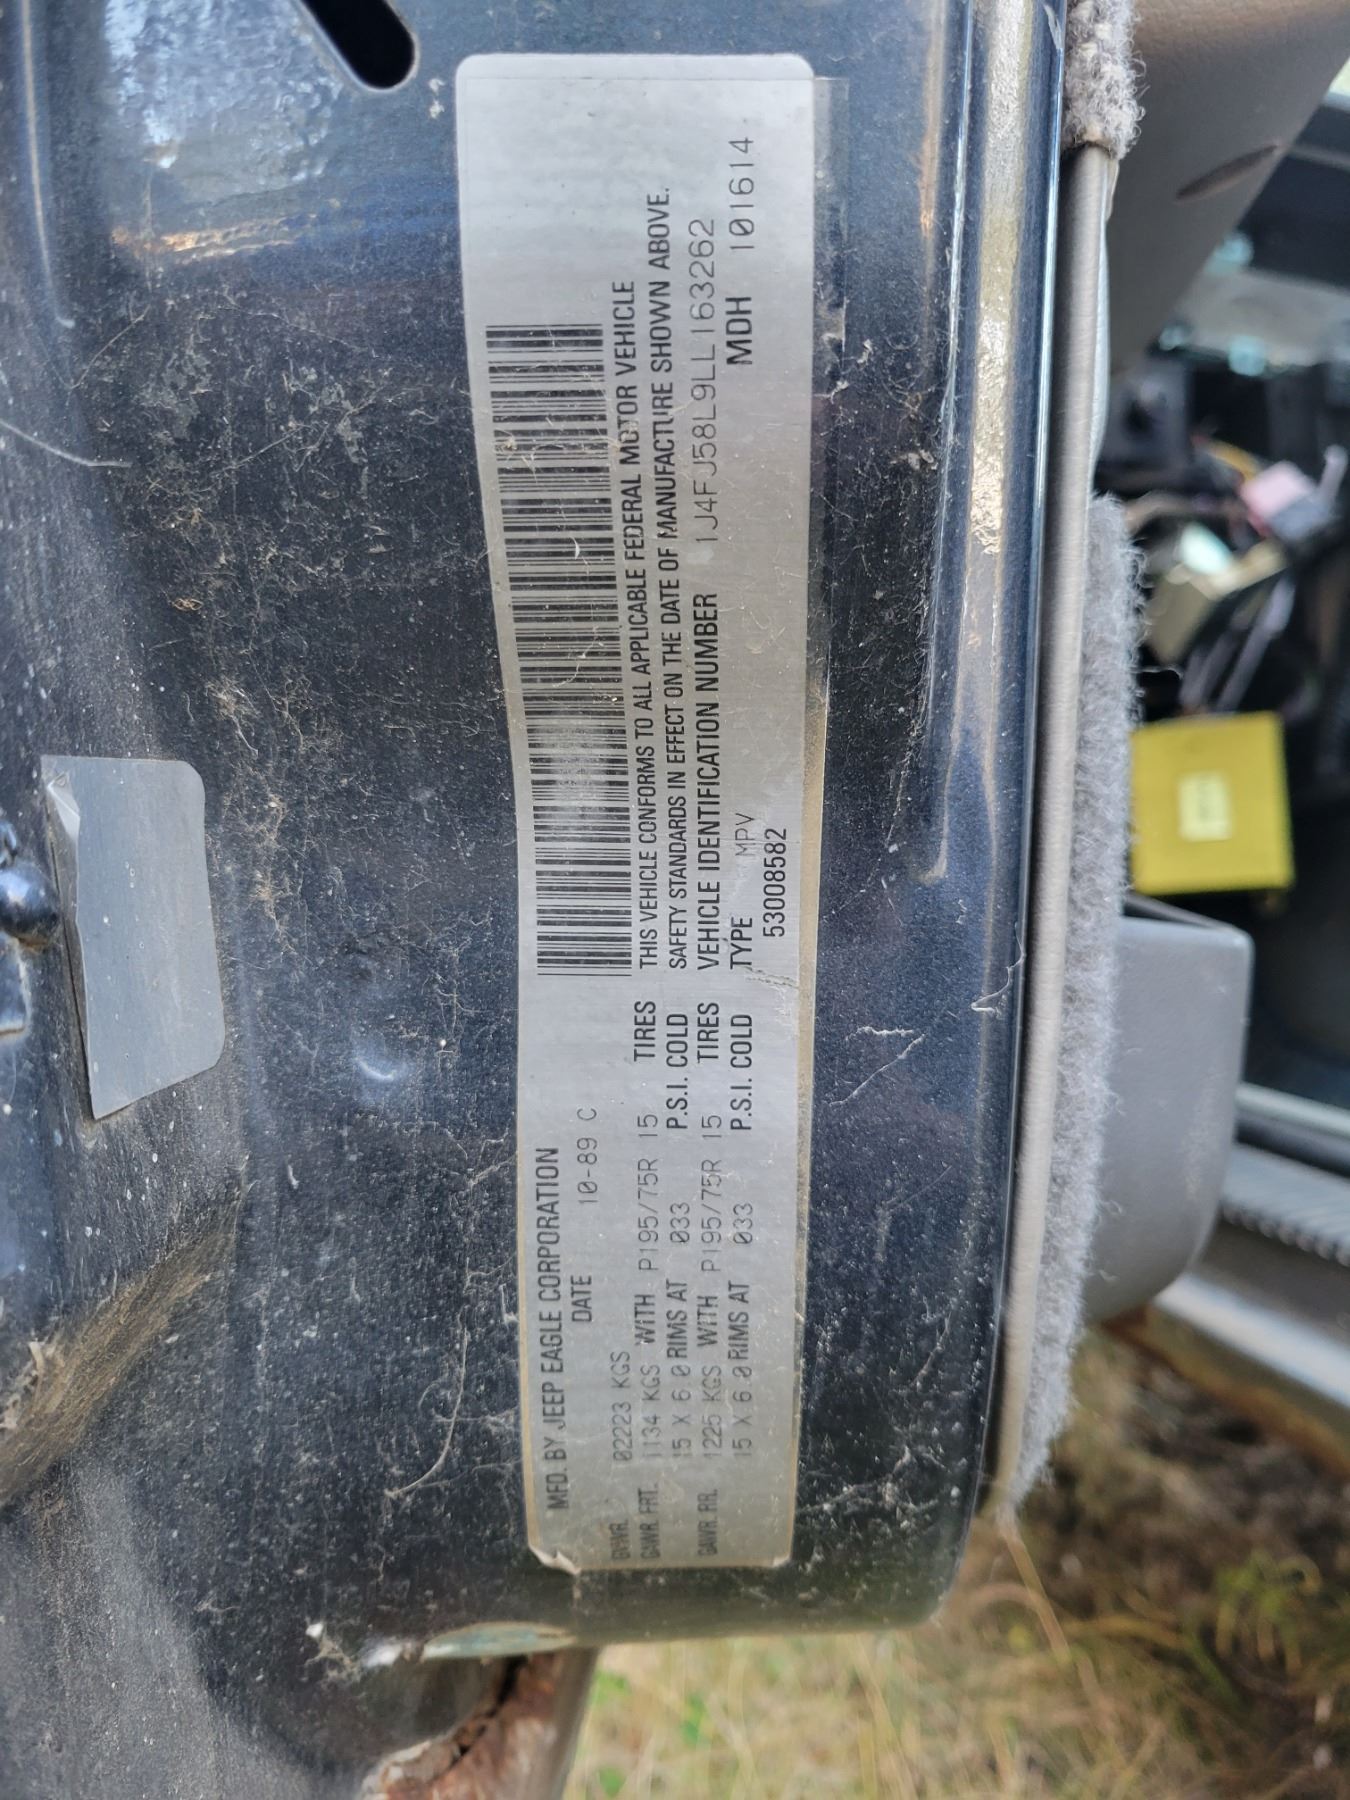 MFD. BY JEEP EAGLE CORPORATION
DATE 10-89 C
GVWR. 02223 KGS
GAWR. FRT. 1134 KGS WITH P195/75R 15 TIRES
15 X 6.0 RIMS AT 033 P.S.I. COLD
GAWR. RR. 1225 KGS WITH P195/75R 15 TIRES
15 X 6.0 RIMS AT 033 P.S.I. COLD
THIS VEHICLE CONFORMS TO ALL APPLICABLE FEDERAL MOTOR VEHICLE
SAFETY STANDARDS IN EFFECT ON THE DATE OF MANUFACTURE SHOWN ABOVE.
VEHICLE IDENTIFICATION NUMBER 1J4FJ58L9LL163262
TYPE MPV MDH 101614
53008582